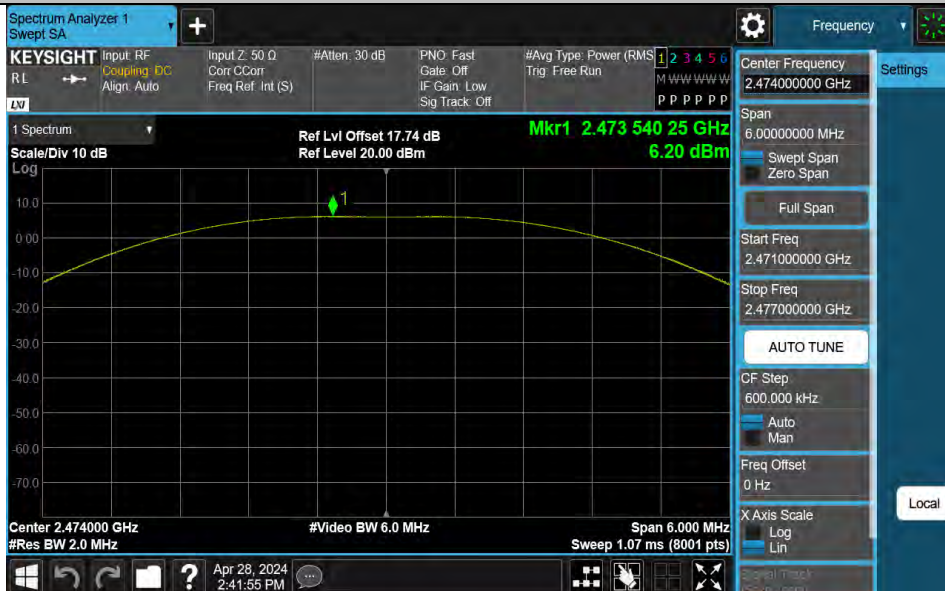 Spectrum Analyzer 1
Swept SA
+
Frequency
KEYSIGHT
RL
LXI
Input: RF
Coupling: DC
Align: Auto
Input Z: 50 Ω
Corr CCorr
Freq Ref: Int (S)
#Atten: 30 dB
PNO: Fast
Gate: Off
IF Gain: Low
Sig Track: Off
#Avg Type: Power (RMS
Trig: Free Run
1 2 3 4 5 6
M W W W W W
P P P P P P
1 Spectrum
Scale/Div 10 dB
Log
Ref Lvl Offset 17.74 dB
Ref Level 20.00 dBm
Mkr1 2.473 540 25 GHz
6.20 dBm
1
10.0
0.00
-10.0
-20.0
-30.0
-40.0
-50.0
-60.0
-70.0
Center 2.474000 GHz
#Res BW 2.0 MHz
#Video BW 6.0 MHz
Span 6.000 MHz
Sweep 1.07 ms (8001 pts)
?
Apr 28, 2024
2:41:55 PM
Center Frequency
2.474000000 GHz
Span
6.00000000 MHz
Swept Span
Zero Span
Full Span
Start Freq
2.471000000 GHz
Stop Freq
2.477000000 GHz
AUTO TUNE
CF Step
600.000 kHz
Auto
Man
Freq Offset
0 Hz
X Axis Scale
Log
Lin
Signal Track
Settings
Local